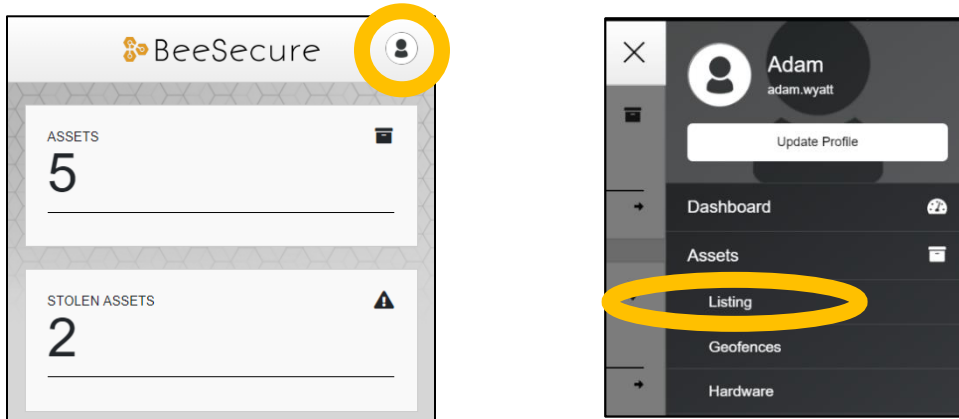 BeeSecure
ASSETS
5
STOLEN ASSETS
2
Adam
adam.wyatt
Update Profile
Dashboard
Assets
Listing
Geofences
Hardware